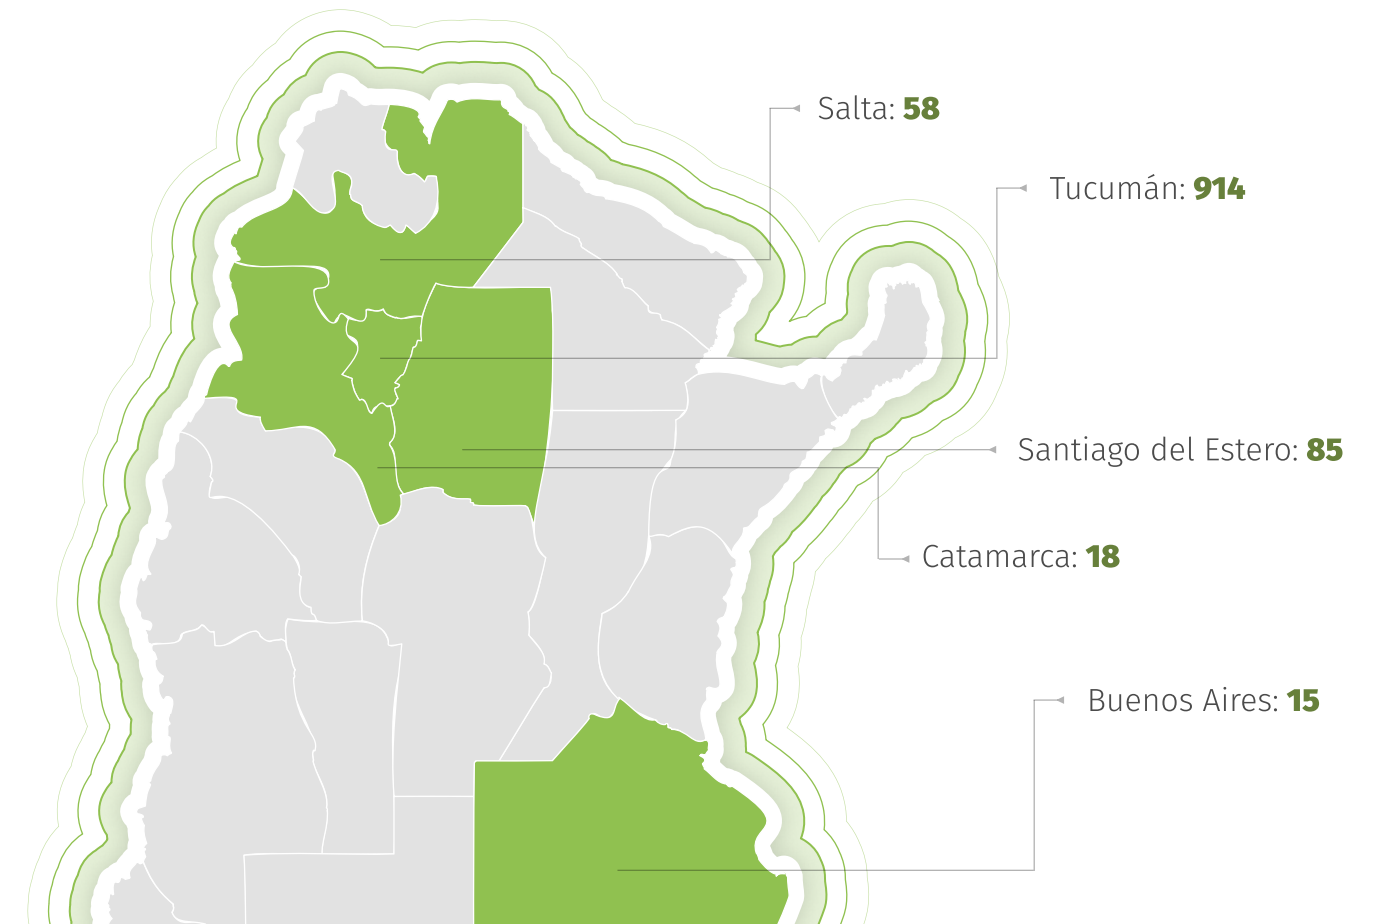 Salta: 58
Tucumán: 914
Santiago del Estero: 85
Catamarca: 18
Buenos Aires: 15